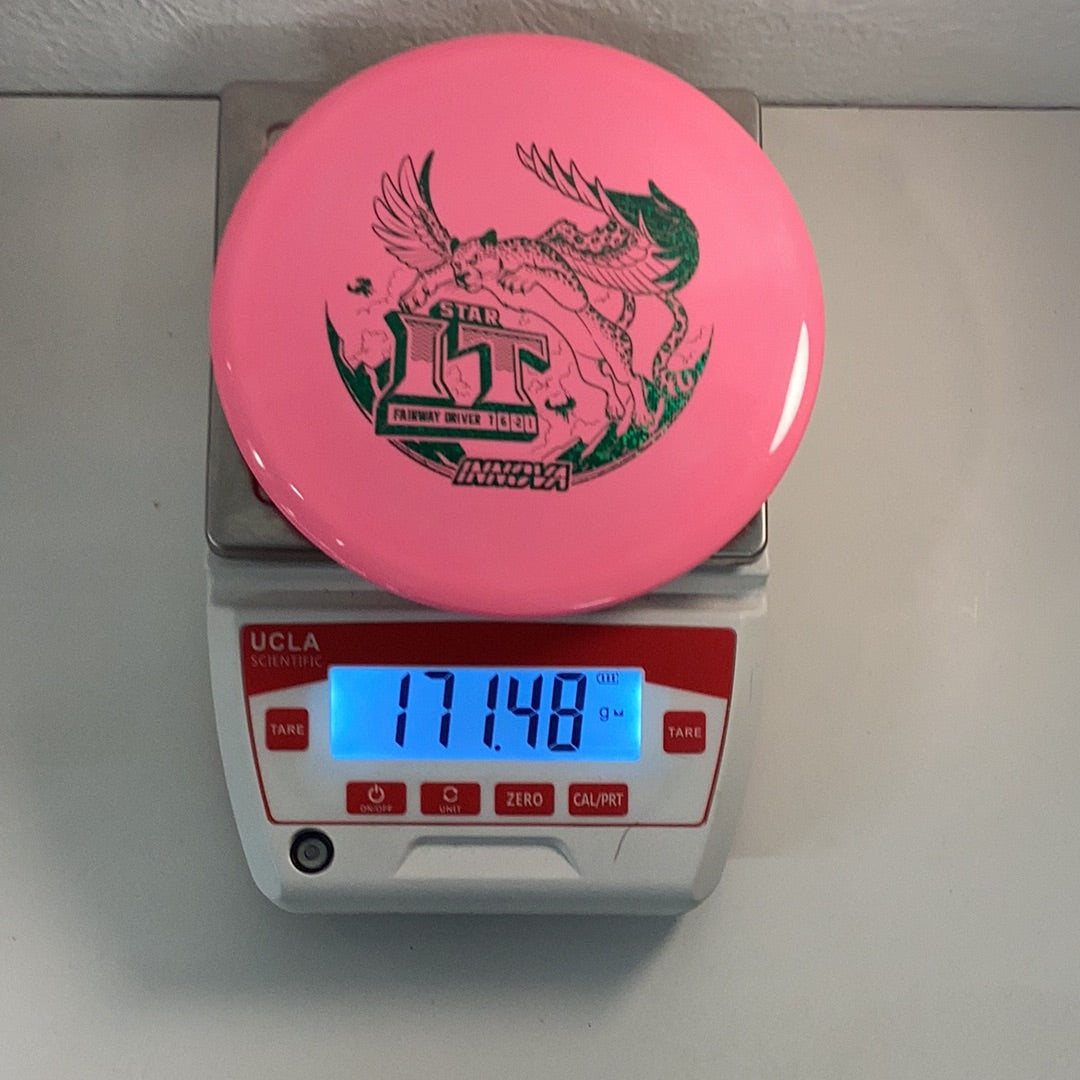 STAR
IT
FAIRWAY DRIVER 7 6 -2 1
INNOVA
UCLA
SCIENTIFIC
171.48
g
TARE
TARE
ON/OFF
UNIT
ZERO
CAL/PRT